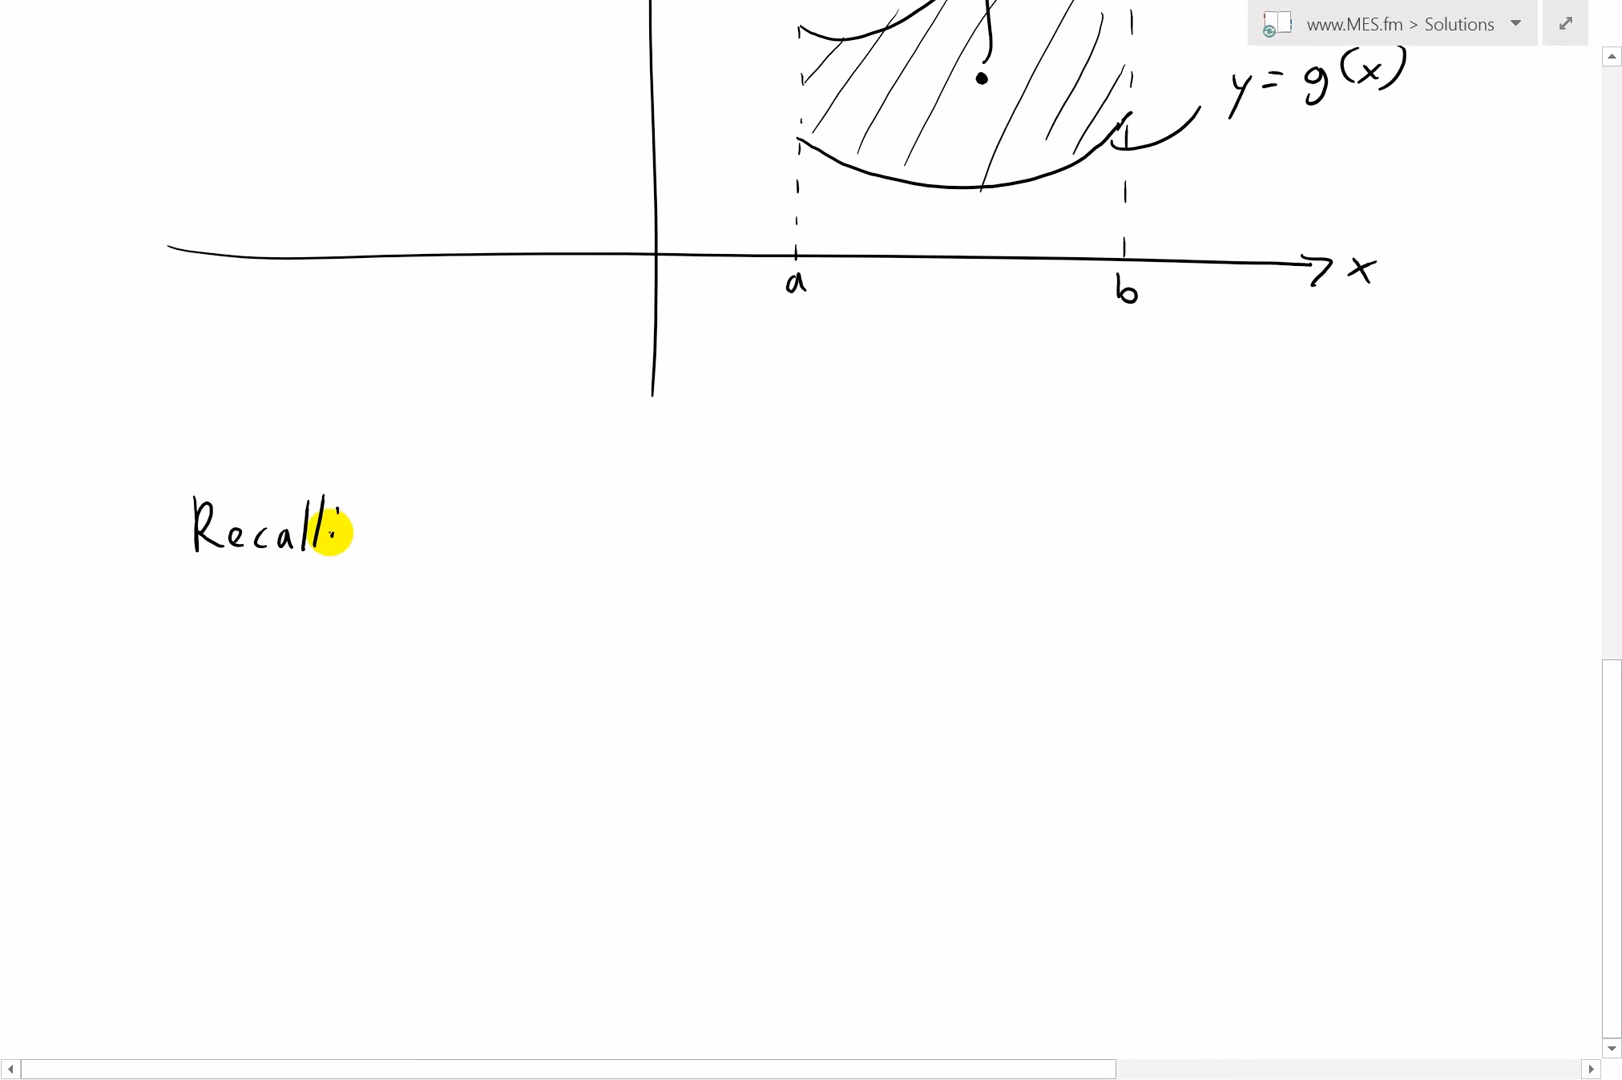 www.MES.fm > Solutions
y = g(x)
x
a
b
Recall: